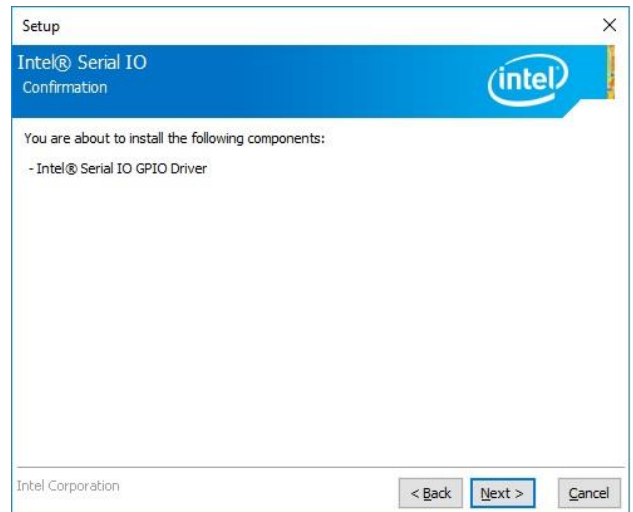 Setup
Intel® Serial IO
Confirmation
intel
You are about to install the following components:
- Intel® Serial IO GPIO Driver
Intel Corporation
< Back Next > Cancel